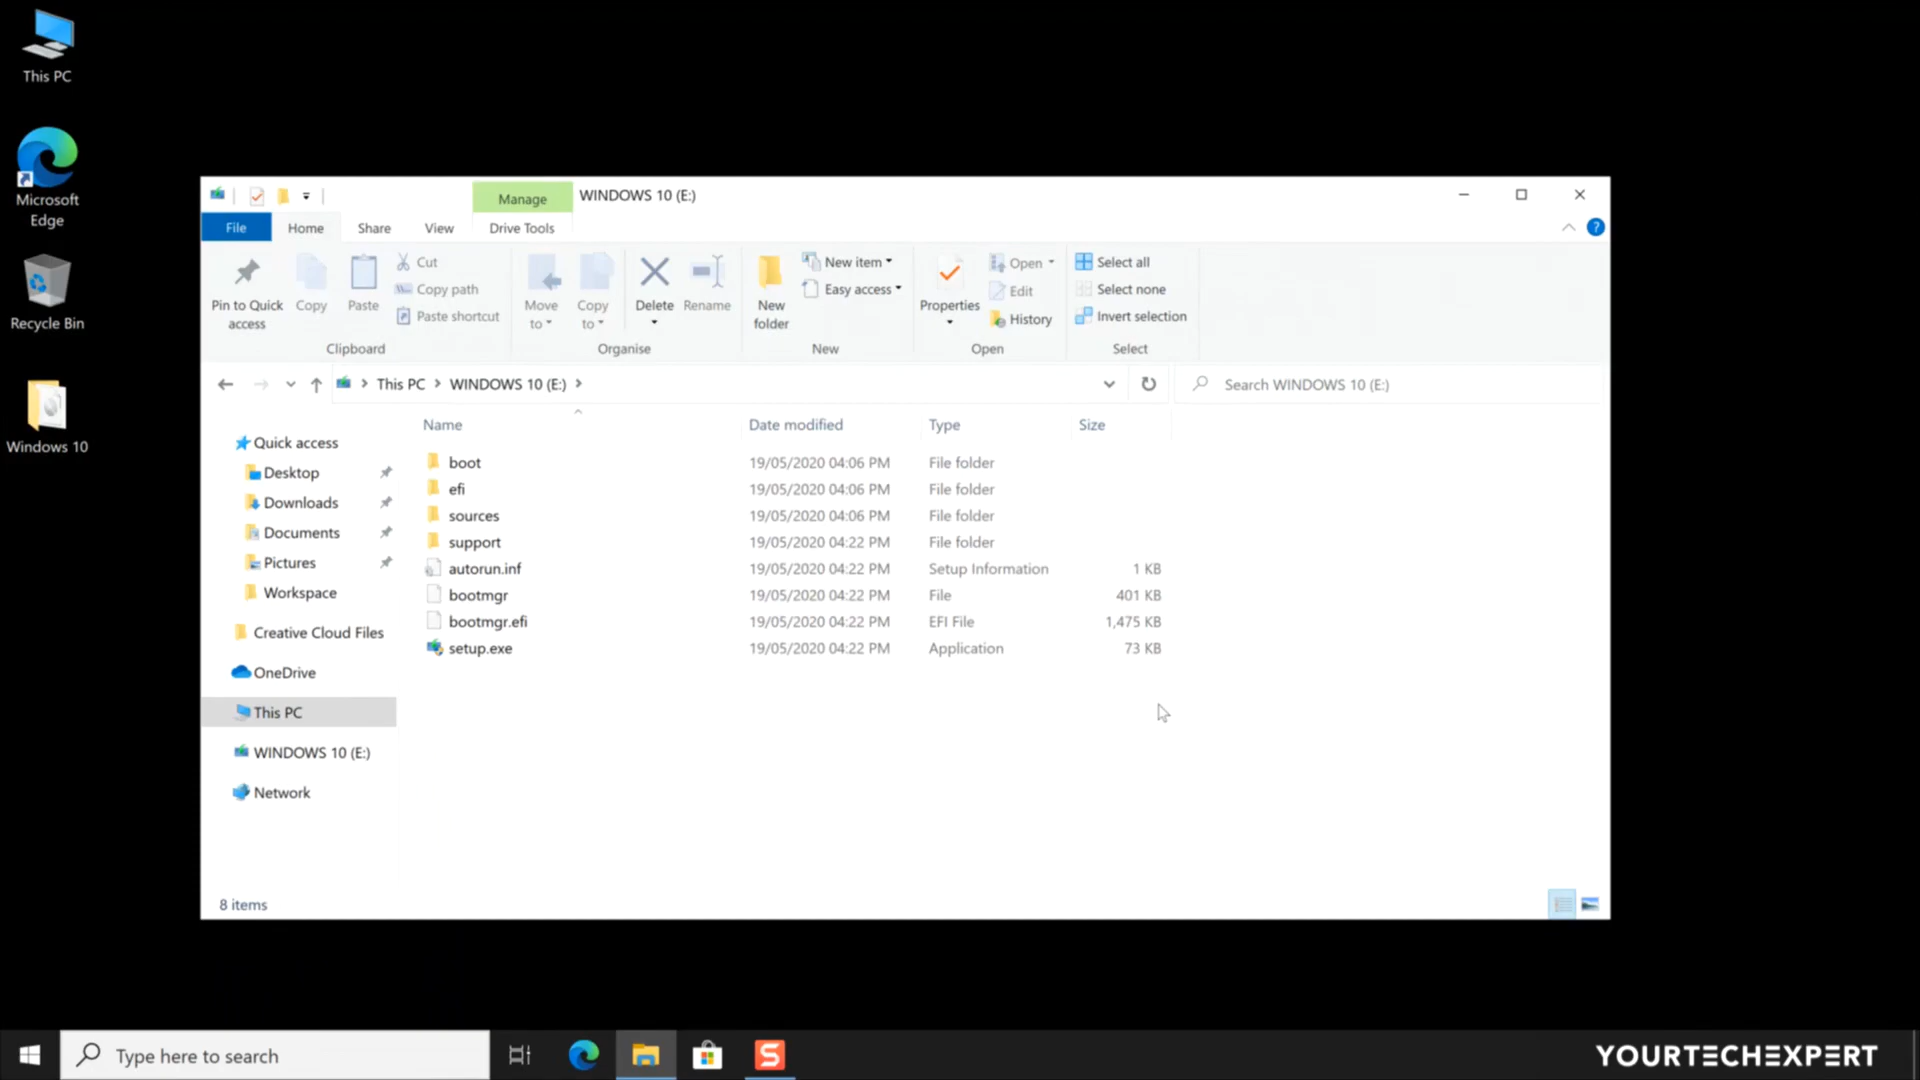 This PC
Microsoft
Edge
Recycle Bin
Windows 10
Manage
WINDOWS 10 (E:)
File
Home
Share
View
Drive Tools
?
Pin to Quick
access
Copy
Paste
Cut
Copy path
Paste shortcut
Clipboard
Move
to
Copy
to
Delete
Rename
Organise
New
folder
New item
Easy access
New
Properties
Open
Edit
History
Open
Select all
Select none
Invert selection
Select
This PC
WINDOWS 10 (E:)
Search WINDOWS 10 (E:)
Name Date modified Type Size
Quick access
Desktop
Downloads
Documents
Pictures
Workspace
Creative Cloud Files
OneDrive
This PC
WINDOWS 10 (E:)
Network
boot 19/05/2020 04:06 PM File folder
efi 19/05/2020 04:06 PM File folder
sources 19/05/2020 04:06 PM File folder
support 19/05/2020 04:22 PM File folder
autorun.inf 19/05/2020 04:22 PM Setup Information 1 KB
bootmgr 19/05/2020 04:22 PM File 401 KB
bootmgr.efi 19/05/2020 04:22 PM EFI File 1,475 KB
setup.exe 19/05/2020 04:22 PM Application 73 KB
8 items
Type here to search
S
YOURTECHEXPERT